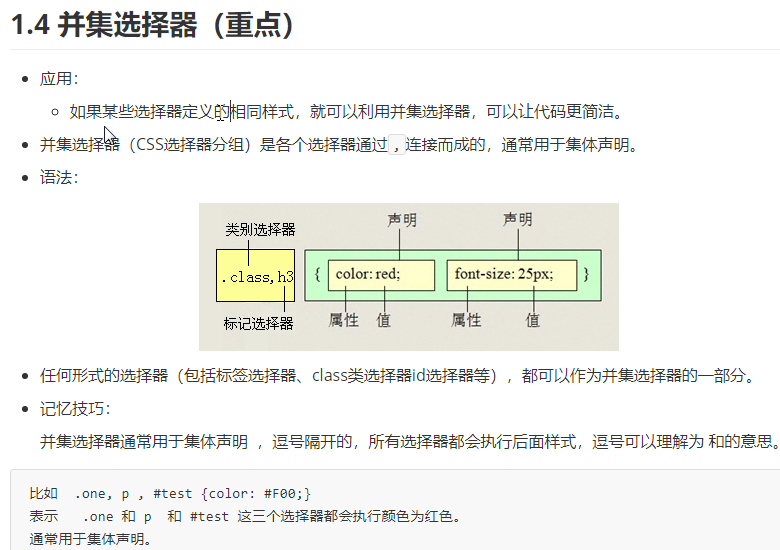 1.4 并集选择器（重点）
应用：
如果某些选择器定义的相同样式，就可以利用并集选择器，可以让代码更简洁。
并集选择器（CSS选择器分组）是各个选择器通过,连接而成的，通常用于集体声明。
语法：
声明 声明
类别选择器
.class,h3 { color: red; font-size: 25px; }
标记选择器 属性 值 属性 值
任何形式的选择器（包括标签选择器、class类选择器id选择器等），都可以作为并集选择器的一部分。
记忆技巧：
并集选择器通常用于集体声明 ，逗号隔开的，所有选择器都会执行后面样式，逗号可以理解为 和的意思。
比如 .one, p , #test {color: #F00;}
表示 .one 和 p 和 #test 这三个选择器都会执行颜色为红色。
通常用于集体声明。